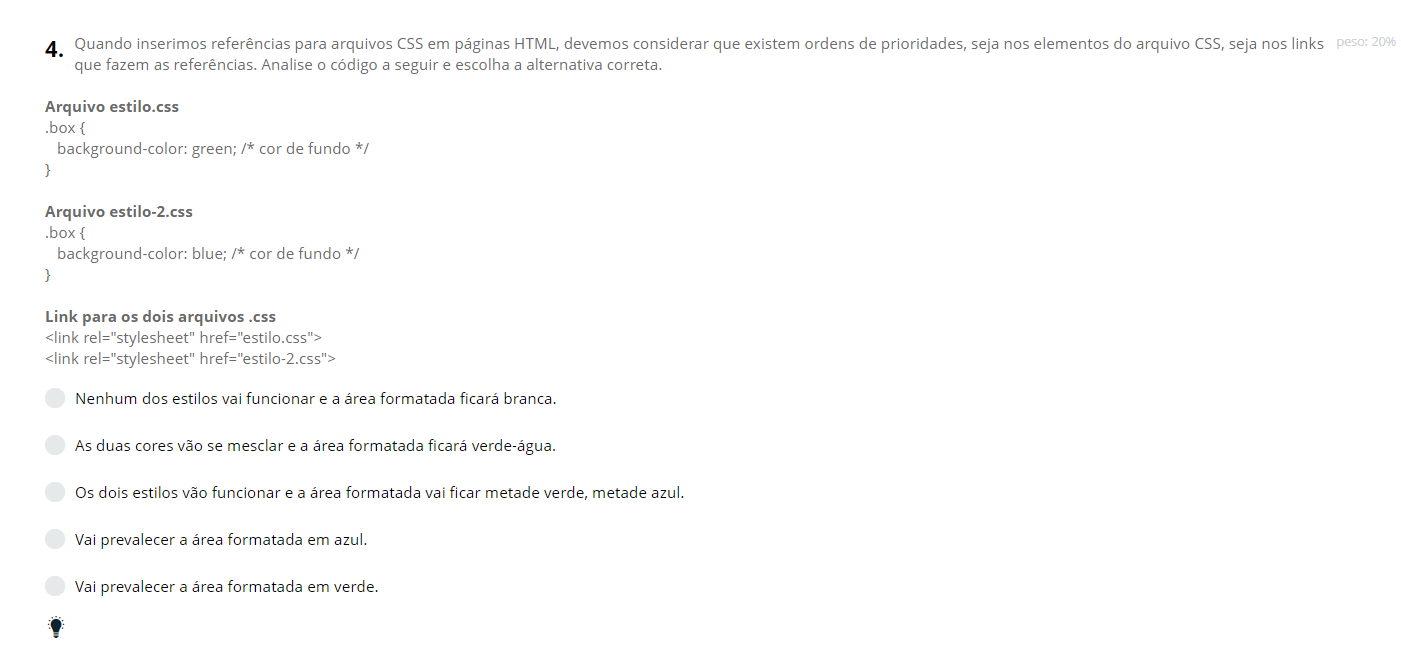 4. Quando inserimos referências para arquivos CSS em páginas HTML, devemos considerar que existem ordens de prioridades, seja nos elementos do arquivo CSS, seja nos links peso: 20%
que fazem as referências. Analise o código a seguir e escolha a alternativa correta.
Arquivo estilo.css
.box {
background-color: green; /* cor de fundo */
}
Arquivo estilo-2.css
.box {
background-color: blue; /* cor de fundo */
}
Link para os dois arquivos .css
<link rel="stylesheet" href="estilo.css">
<link rel="stylesheet" href="estilo-2.css">
Nenhum dos estilos vai funcionar e a área formatada ficará branca.
As duas cores vão se mesclar e a área formatada ficará verde-água.
Os dois estilos vão funcionar e a área formatada vai ficar metade verde, metade azul.
Vai prevalecer a área formatada em azul.
Vai prevalecer a área formatada em verde.